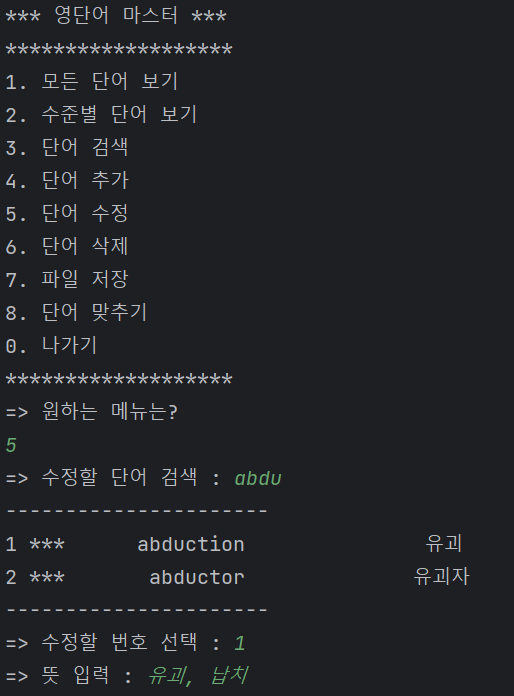 *** 영단어 마스터 ***
*******************
1. 모든 단어 보기
2. 수준별 단어 보기
3. 단어 검색
4. 단어 추가
5. 단어 수정
6. 단어 삭제
7. 파일 저장
8. 단어 맞추기
0. 나가기
*******************
=> 원하는 메뉴는?
5
=> 수정할 단어 검색 : abdu
----------------------
1 ***      abduction               유괴
2 ***       abductor              유괴자
----------------------
=> 수정할 번호 선택 : 1
=> 뜻 입력 : 유괴, 납치